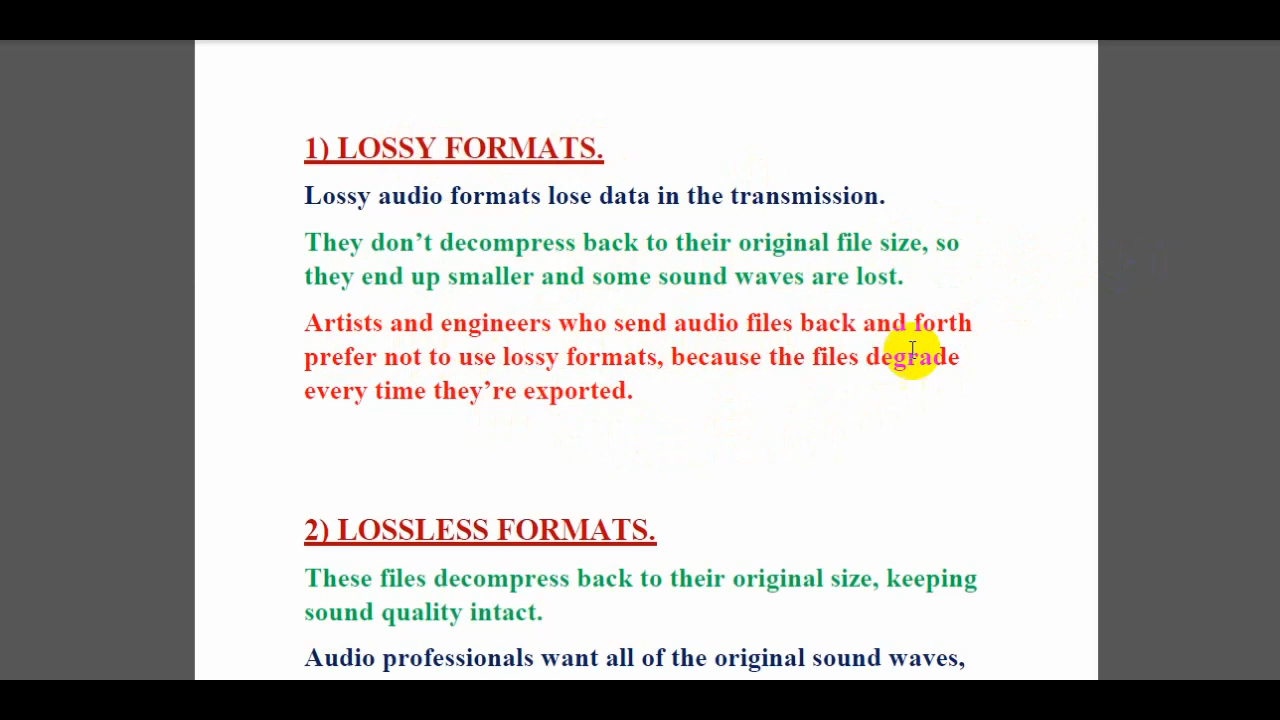 1) LOSSY FORMATS.
Lossy audio formats lose data in the transmission.
They don’t decompress back to their original file size, so
they end up smaller and some sound waves are lost.
Artists and engineers who send audio files back and forth
prefer not to use lossy formats, because the files degrade
every time they’re exported.
2) LOSSLESS FORMATS.
These files decompress back to their original size, keeping
sound quality intact.
Audio professionals want all of the original sound waves,